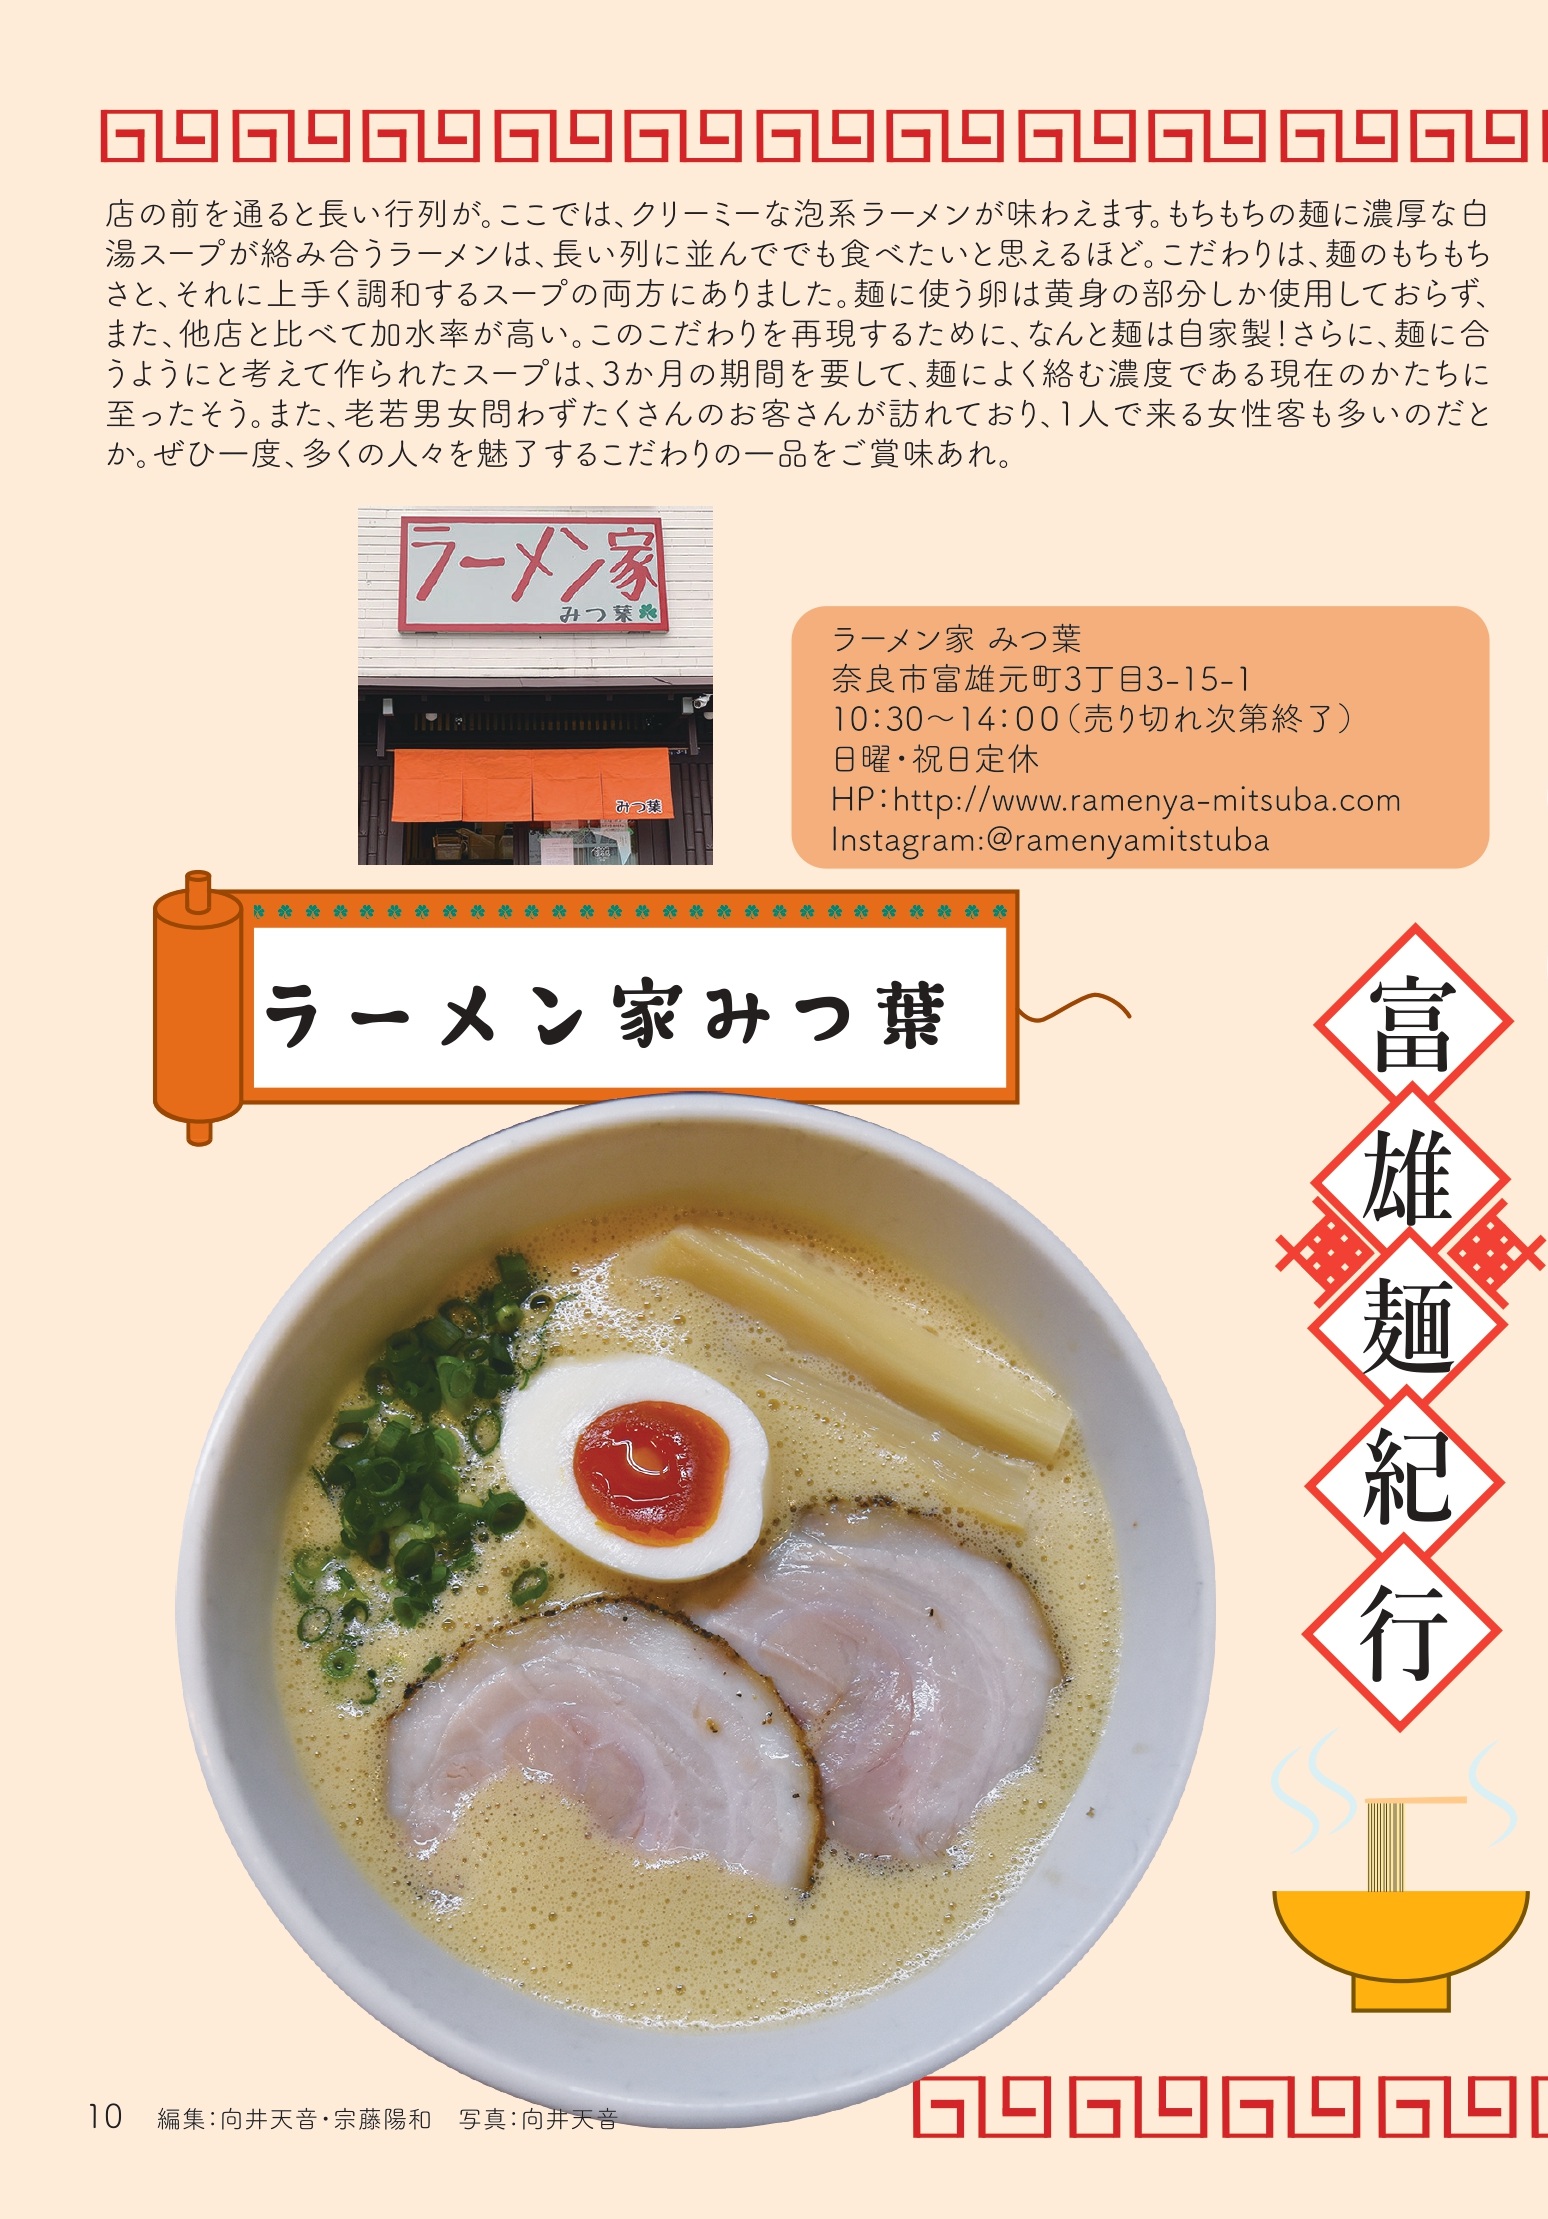 店の前を通ると長い行列が。ここでは、クリーミーな泡系ラーメンが味わえます。もちもちの麺に濃厚な白
湯スープが絡み合うラーメンは、長い列に並んででも食べたいと思えるほど。こだわりは、麺のもちもち
さと、それに上手く調和するスープの両方にありました。麺に使う卵は黄身の部分しか使用しておらず、
また、他店と比べて加水率が高い。このこだわりを再現するために、なんと麺は自家製！さらに、麺に合
うようにと考えて作られたスープは、3か月の期間を要して、麺によく絡む濃度である現在のかたちに
至ったそう。また、老若男女問わずたくさんのお客さんが訪れており、1人で来る女性客も多いのだと
か。ぜひ一度、多くの人々を魅了するこだわりの一品をご賞味あれ。
ラーメン家
みつ葉
みつ葉
ラーメン家 みつ葉
奈良市富雄元町3丁目3-15-1
10：30〜14：00（売り切れ次第終了）
日曜・祝日定休
HP：http://www.ramenya-mitsuba.com
Instagram:@ramenyamitstuba
ラーメン家みつ葉
富雄麺紀行
10 編集：向井天音・宗藤陽和 写真：向井天音